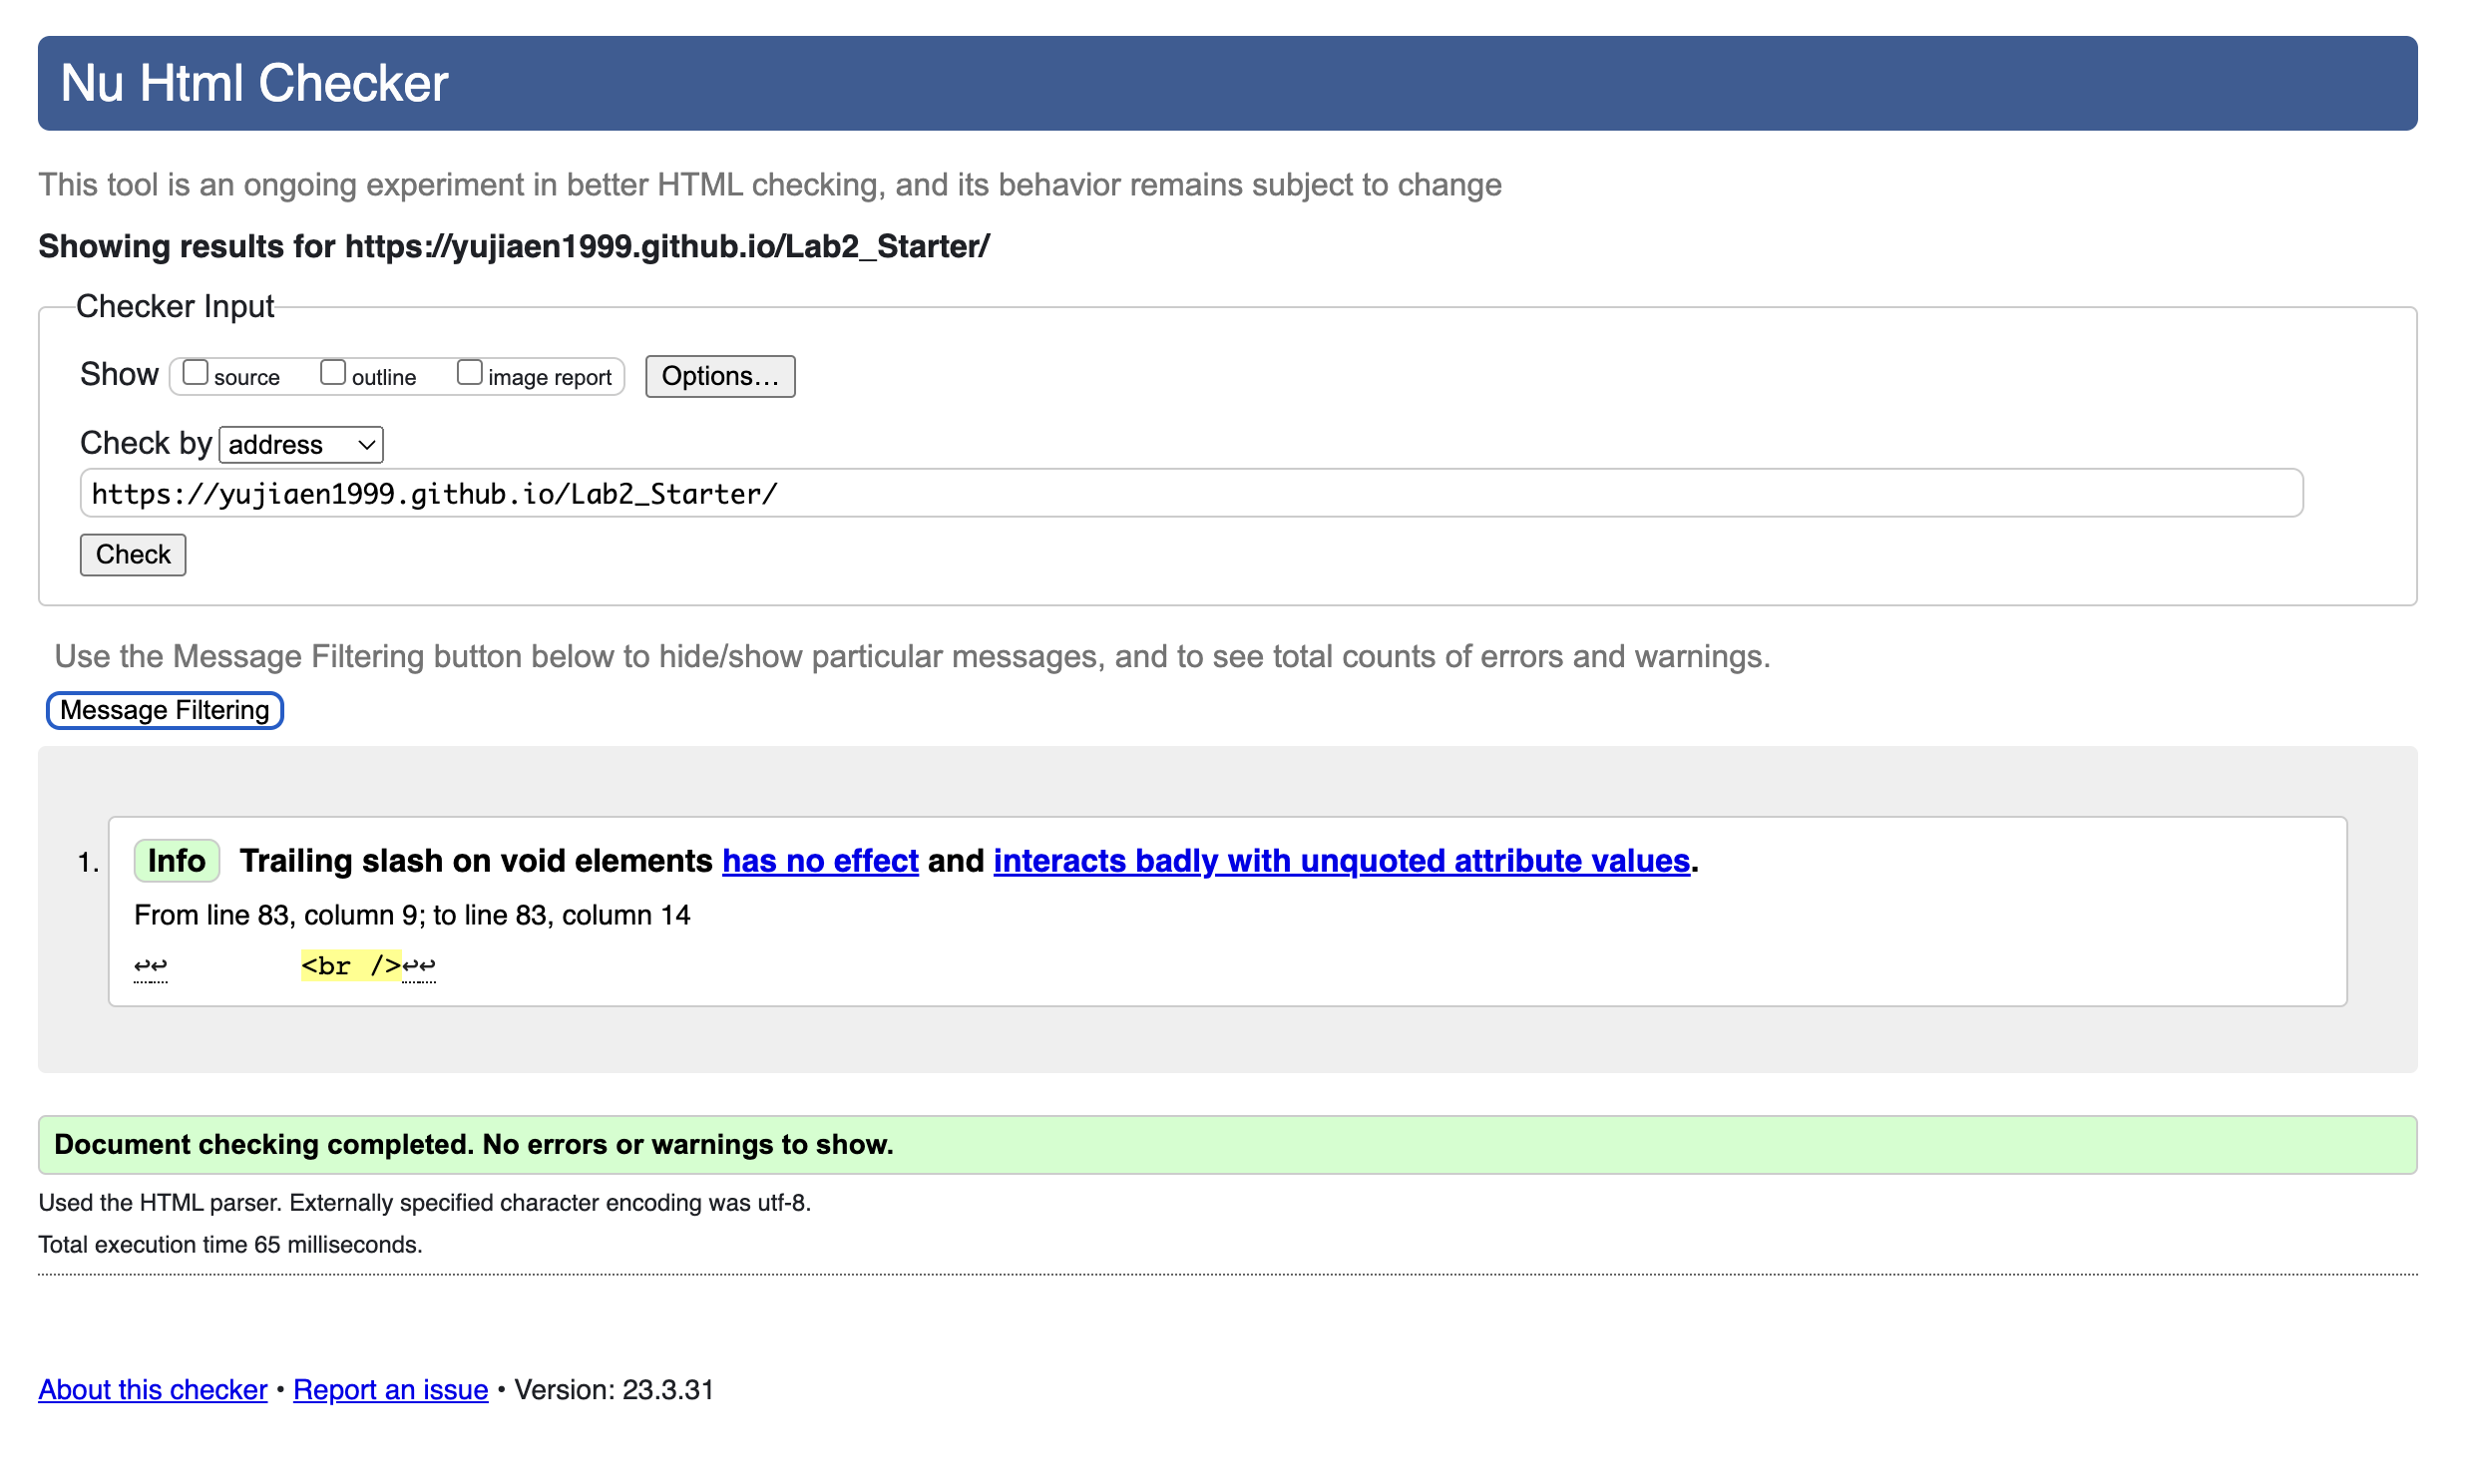 Nu Html Checker
This tool is an ongoing experiment in better HTML checking, and its behavior remains subject to change
Showing results for https://yujiaen1999.github.io/Lab2_Starter/
Checker Input
Show source outline image report Options...
Check by address
https://yujiaen1999.github.io/Lab2_Starter/
Check
Use the Message Filtering button below to hide/show particular messages, and to see total counts of errors and warnings.
Message Filtering
1. Info Trailing slash on void elements has no effect and interacts badly with unquoted attribute values.
From line 83, column 9; to line 83, column 14
↩↩ <br />↩↩
Document checking completed. No errors or warnings to show.
Used the HTML parser. Externally specified character encoding was utf-8.
Total execution time 65 milliseconds.
About this checker • Report an issue • Version: 23.3.31